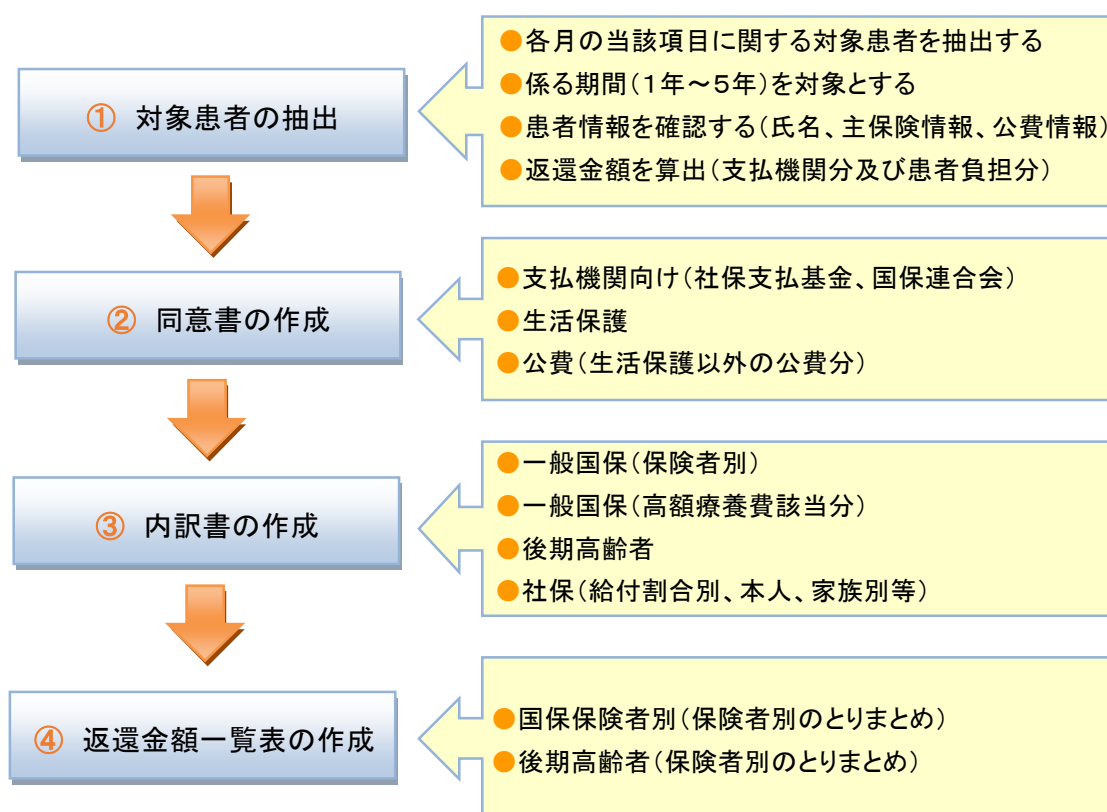 ① 対象患者の抽出
●各月の当該項目に関する対象患者を抽出する
●係る期間（１年～５年）を対象とする
●患者情報を確認する（氏名、主保険情報、公費情報）
●返還金額を算出（支払機関分及び患者負担分）
② 同意書の作成
●支払機関向け（社保支払基金、国保連合会）
●生活保護
●公費（生活保護以外の公費分）
③ 内訳書の作成
●一般国保（保険者別）
●一般国保（高額療養費該当分）
●後期高齢者
●社保（給付割合別、本人、家族別等）
④ 返還金額一覧表の作成
●国保保険者別（保険者別のとりまとめ）
●後期高齢者（保険者別のとりまとめ）